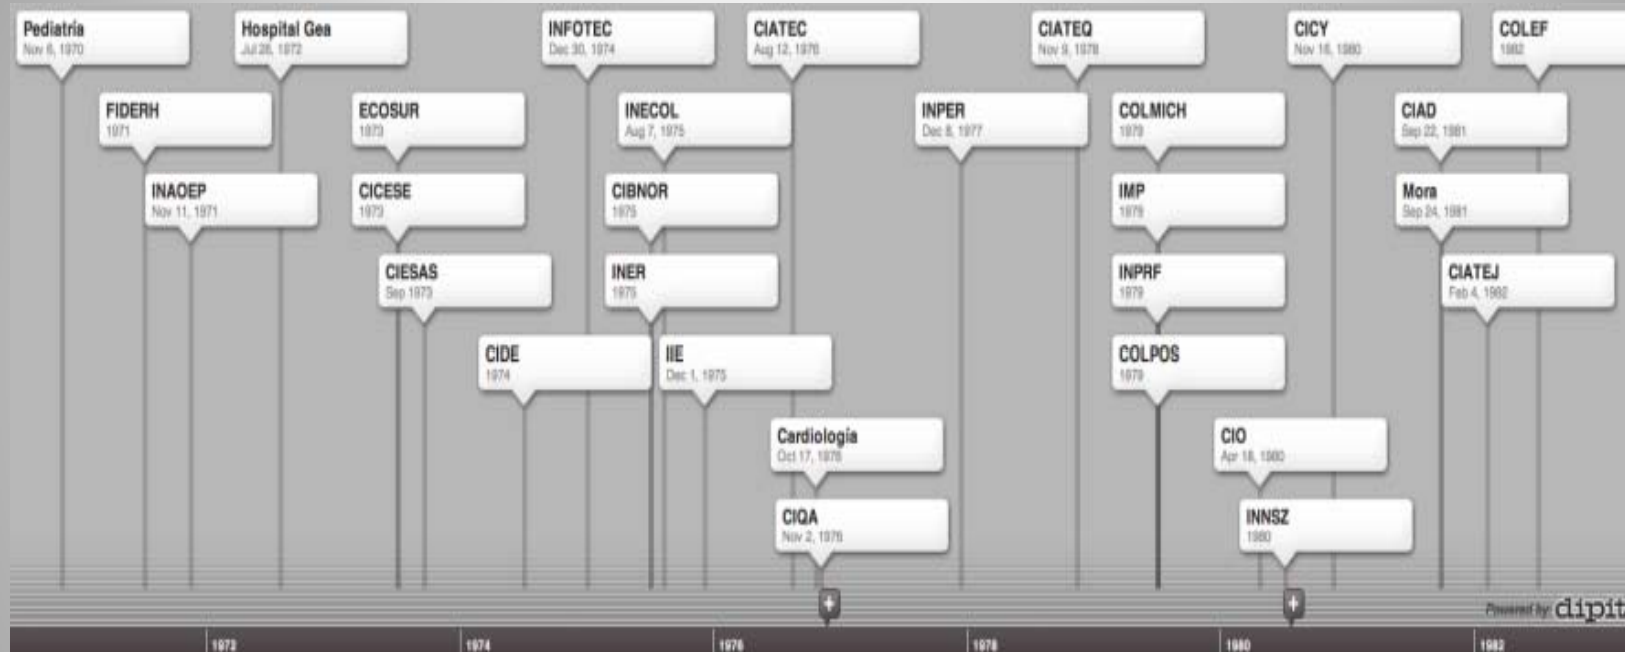 Pediatría
Nov 6, 1970
Hospital Gea
Jul 28, 1972
INFOTEC
Dec 30, 1974
CIATEC
Aug 12, 1976
CIATEQ
Nov 9, 1978
CICY
Nov 16, 1980
COLEF
1982
FIDERH
1971
ECOSUR
1973
INECOL
Aug 7, 1975
INPER
Dec 8, 1977
COLMICH
1979
CIAD
Sep 22, 1981
INAOEP
Nov 11, 1971
CICESE
1973
CIBNOR
1975
IMP
1979
Mora
Sep 24, 1981
CIESAS
Sep 1973
INER
1975
INPRF
1979
CIATEJ
Feb 4, 1982
CIDE
1974
IIE
Dec 1, 1975
COLPOS
1979
Cardiología
Oct 17, 1976
CIO
Apr 18, 1980
CIQA
Nov 2, 1976
INNSZ
1980
Powered by: dipit
1972
1974
1976
1978
1980
1982